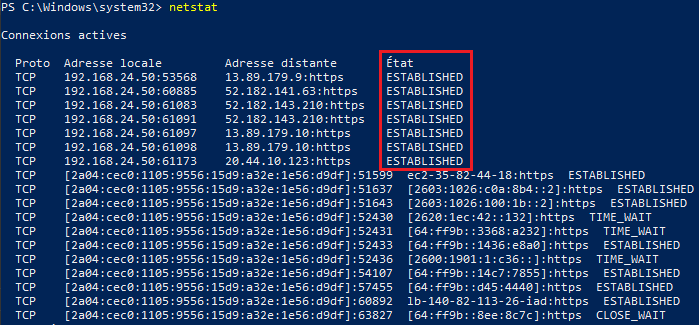 PS C:\Windows\system32> netstat
Connexions actives
Proto Adresse locale Adresse distante État
TCP 192.168.24.50:53568 13.89.179.9:https ESTABLISHED
TCP 192.168.24.50:60885 52.182.141.63:https ESTABLISHED
TCP 192.168.24.50:61083 52.182.143.210:https ESTABLISHED
TCP 192.168.24.50:61091 52.182.143.210:https ESTABLISHED
TCP 192.168.24.50:61097 13.89.179.10:https ESTABLISHED
TCP 192.168.24.50:61098 13.89.179.10:https ESTABLISHED
TCP 192.168.24.50:61173 20.44.10.123:https ESTABLISHED
TCP [2a04:cec0:1105:9556:15d9:a32e:1e56:d9df]:51599 ec2-35-82-44-18:https ESTABLISHED
TCP [2a04:cec0:1105:9556:15d9:a32e:1e56:d9df]:51637 [2603:1026:c0a:8b4::2]:https ESTABLISHED
TCP [2a04:cec0:1105:9556:15d9:a32e:1e56:d9df]:51643 [2603:1026:100:1b::2]:https ESTABLISHED
TCP [2a04:cec0:1105:9556:15d9:a32e:1e56:d9df]:52430 [2620:1ec:42::132]:https TIME_WAIT
TCP [2a04:cec0:1105:9556:15d9:a32e:1e56:d9df]:52431 [64:ff9b::3368:a232]:https TIME_WAIT
TCP [2a04:cec0:1105:9556:15d9:a32e:1e56:d9df]:52433 [64:ff9b::1436:e8a0]:https ESTABLISHED
TCP [2a04:cec0:1105:9556:15d9:a32e:1e56:d9df]:52436 [2600:1901:1:c36::]:https TIME_WAIT
TCP [2a04:cec0:1105:9556:15d9:a32e:1e56:d9df]:54107 [64:ff9b::14c7:7855]:https ESTABLISHED
TCP [2a04:cec0:1105:9556:15d9:a32e:1e56:d9df]:57455 [64:ff9b::d45:4440]:https ESTABLISHED
TCP [2a04:cec0:1105:9556:15d9:a32e:1e56:d9df]:60892 lb-140-82-113-26-iad:https ESTABLISHED
TCP [2a04:cec0:1105:9556:15d9:a32e:1e56:d9df]:63827 [64:ff9b::8ee:8c7c]:https CLOSE_WAIT